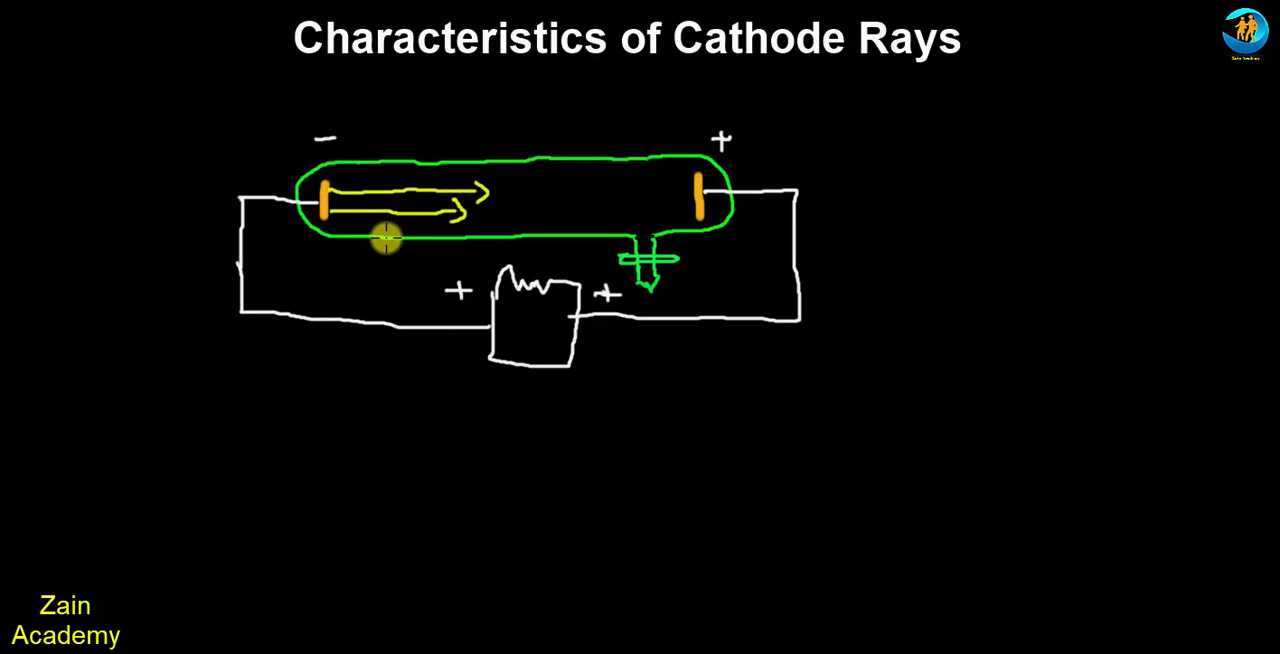 Characteristics of Cathode Rays
− +
+ +
Zain
Academy